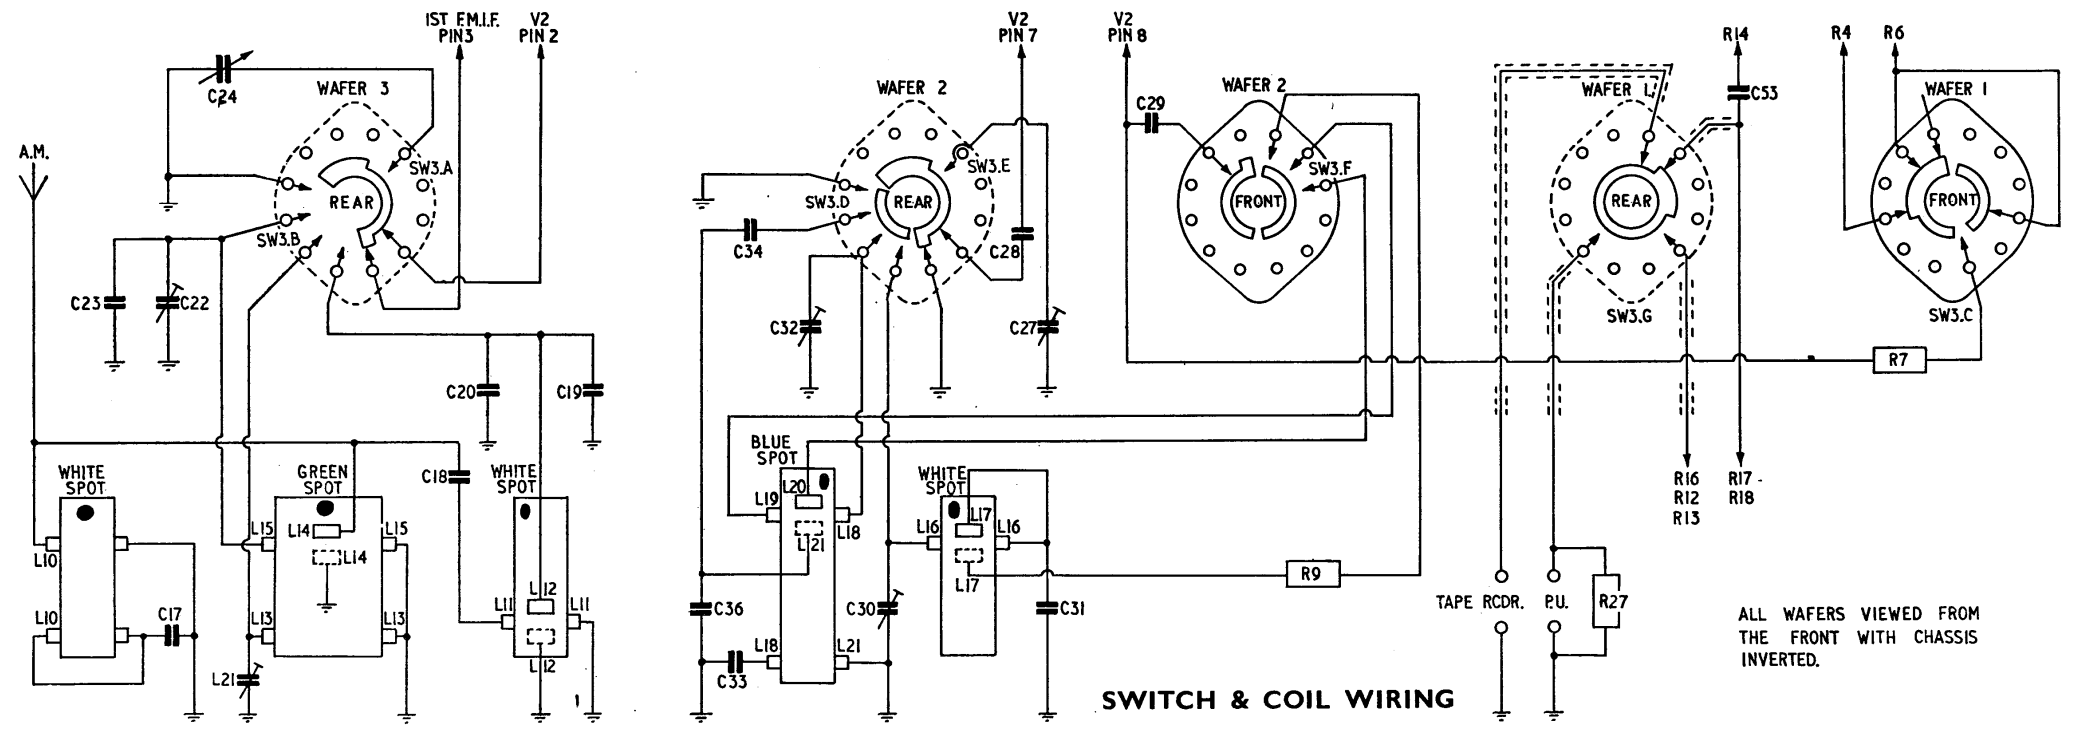 1ST F.M.I.F.
PIN3
V2
PIN 2
C24
WAFER 3
A.M.
SW3.A
REAR
SW3.B
C23
C22
C20
C19
C18
WHITE
SPOT
GREEN
SPOT
WHITE
SPOT
L10
L15
L14
L15
L14
L10
C17
L13
L13
L12
L11
L11
L12
L21
V2
PIN 7
WAFER 2
SW3.E
SW3.D
REAR
C34
C28
C32
C27
BLUE
SPOT
WHITE
SPOT
L20
L19
L18
L21
L16
L17
L16
L17
C36
C30
C31
L18
L21
C33
V2
PIN 8
C29
WAFER 2
SW3.F
FRONT
R9
R14
WAFER 1
C53
REAR
SW3.G
R4
R6
WAFER 1
FRONT
SW3.C
R7
R16
R12
R13
R17
R18
TAPE RCDR.
P.U.
R27
ALL WAFERS VIEWED FROM
THE FRONT WITH CHASSIS
INVERTED.
SWITCH & COIL WIRING